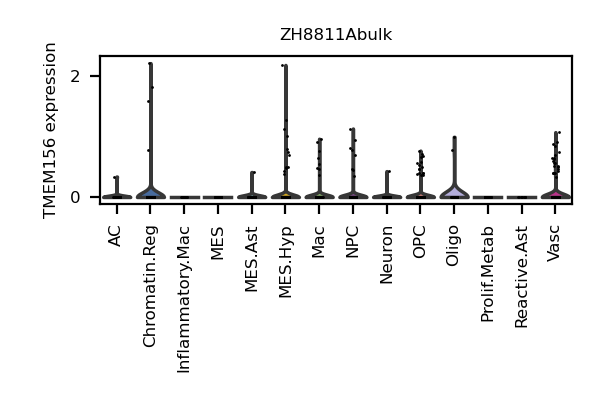 ZH8811Abulk
TMEM156 expression
2
0
AC
Chromatin.Reg
Inflammatory.Mac
MES
MES.Ast
MES.Hyp
Mac
NPC
Neuron
OPC
Oligo
Prolif.Metab
Reactive.Ast
Vasc